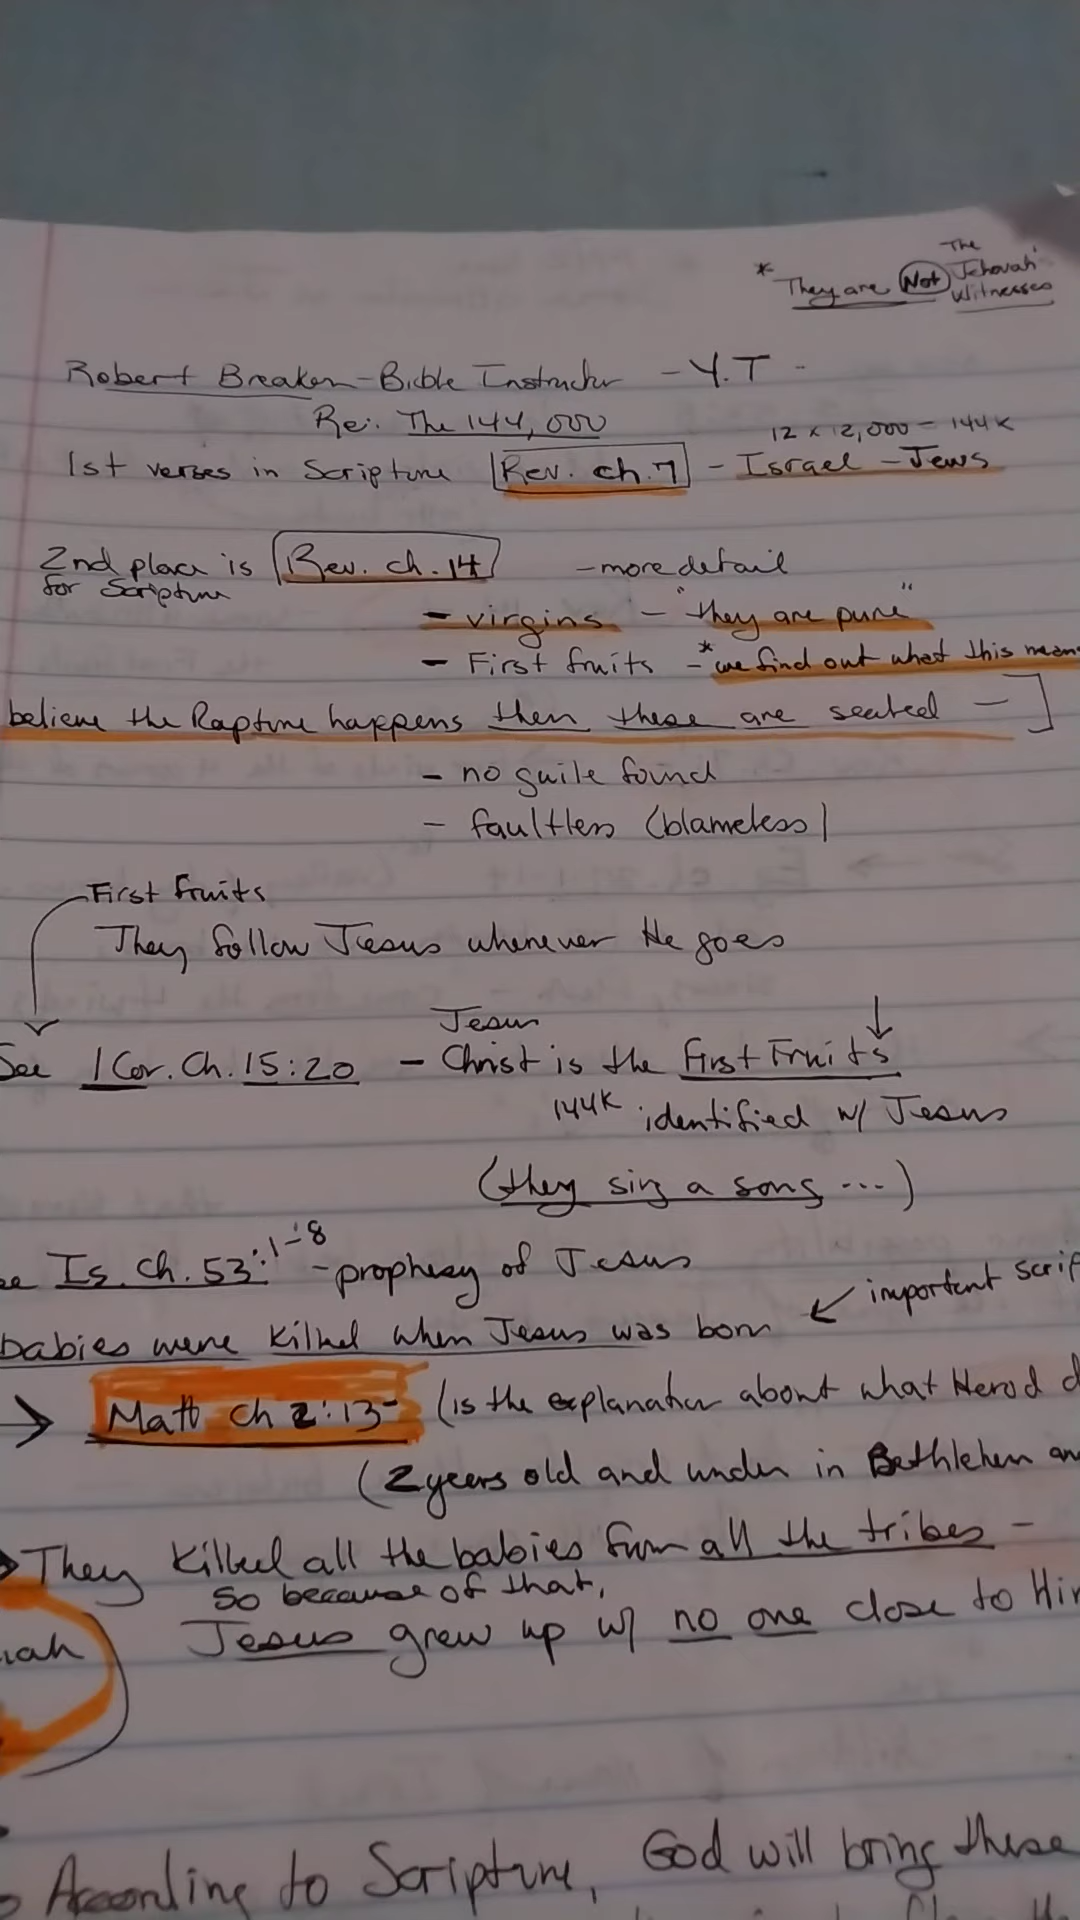 The
* They are Not Jehovah'
Witnesses
Robert Breaker - Bible Instructor - Y.T -
Re: The 144,000
12 x 12,000 = 144K
1st verses in Scripture Rev. ch. 7 - Israel - Jews
2nd place is Rev. ch. 14 - more detail
for Scripture
- virgins - "they are pure"
- First fruits - * we find out what this mean
believe the Rapture happens then these are sealed - ]
- no guile found
- faultless (blameless)
First fruits
They follow Jesus wherever He goes
Jesus
See 1 Cor. Ch. 15:20 - Christ is the First Fruits
144K identified w/ Jesus
(they sing a song ...)
ee Is. Ch. 53:1-8 - prophesy of Jesus
important scrip
babies were killed when Jesus was born
Matt ch 2:13- (is the explanation about what Herod d
(2 years old and under in Bethlehem an
They killed all the babies from all the tribes -
So because of that,
iah Jesus grew up w/ no one close to Him
According to Scripture, God will bring these